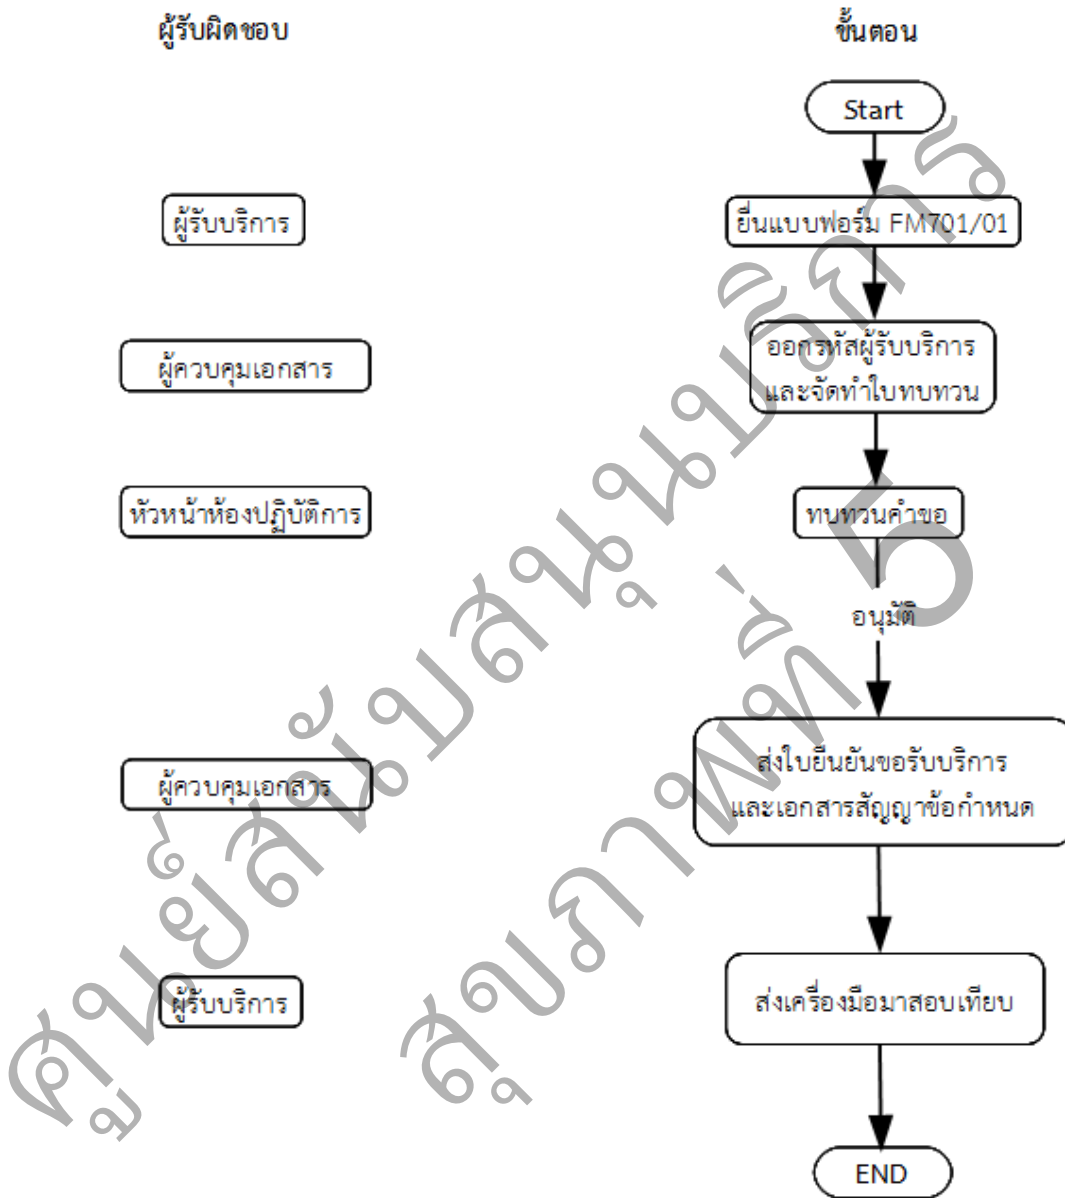 ผู้รับผิดชอบ
ขั้นตอน
Start
ผู้รับบริการ
ยื่นแบบฟอร์ม FM701/01
ผู้ควบคุมเอกสาร
ออกรหัสผู้รับบริการ
และจัดทำใบทบทวน
หัวหน้าห้องปฏิบัติการ
ทบทวนคำขอ
อนุมัติ
ผู้ควบคุมเอกสาร
ส่งใบยืนยันขอรับบริการ
และเอกสารสัญญาข้อกำหนด
ผู้รับบริการ
ส่งเครื่องมือมาสอบเทียบ
END
ศูนย์สนับสนุนบริการ
สุขภาพที่ 5